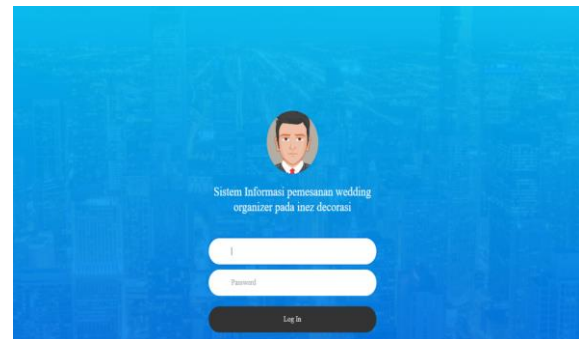 Sistem Informasi pemesanan wedding
organizer pada inez decorasi
Password
Log In